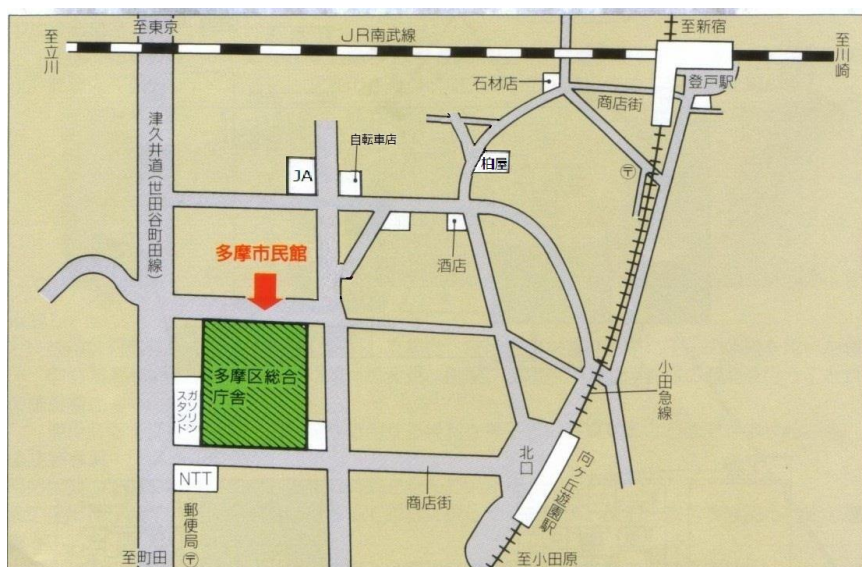 至東京
至新宿
至立川
JR南武線
至川崎
石材店
商店街
登戸駅
津久井道(世田谷町田線)
自転車店
JA
柏屋
〒
多摩市民館
酒店
多摩区総合
庁舎
ガソリン
スタンド
小田急線
北口
向ヶ丘遊園駅
NTT
商店街
郵便局〒
至町田
至小田原